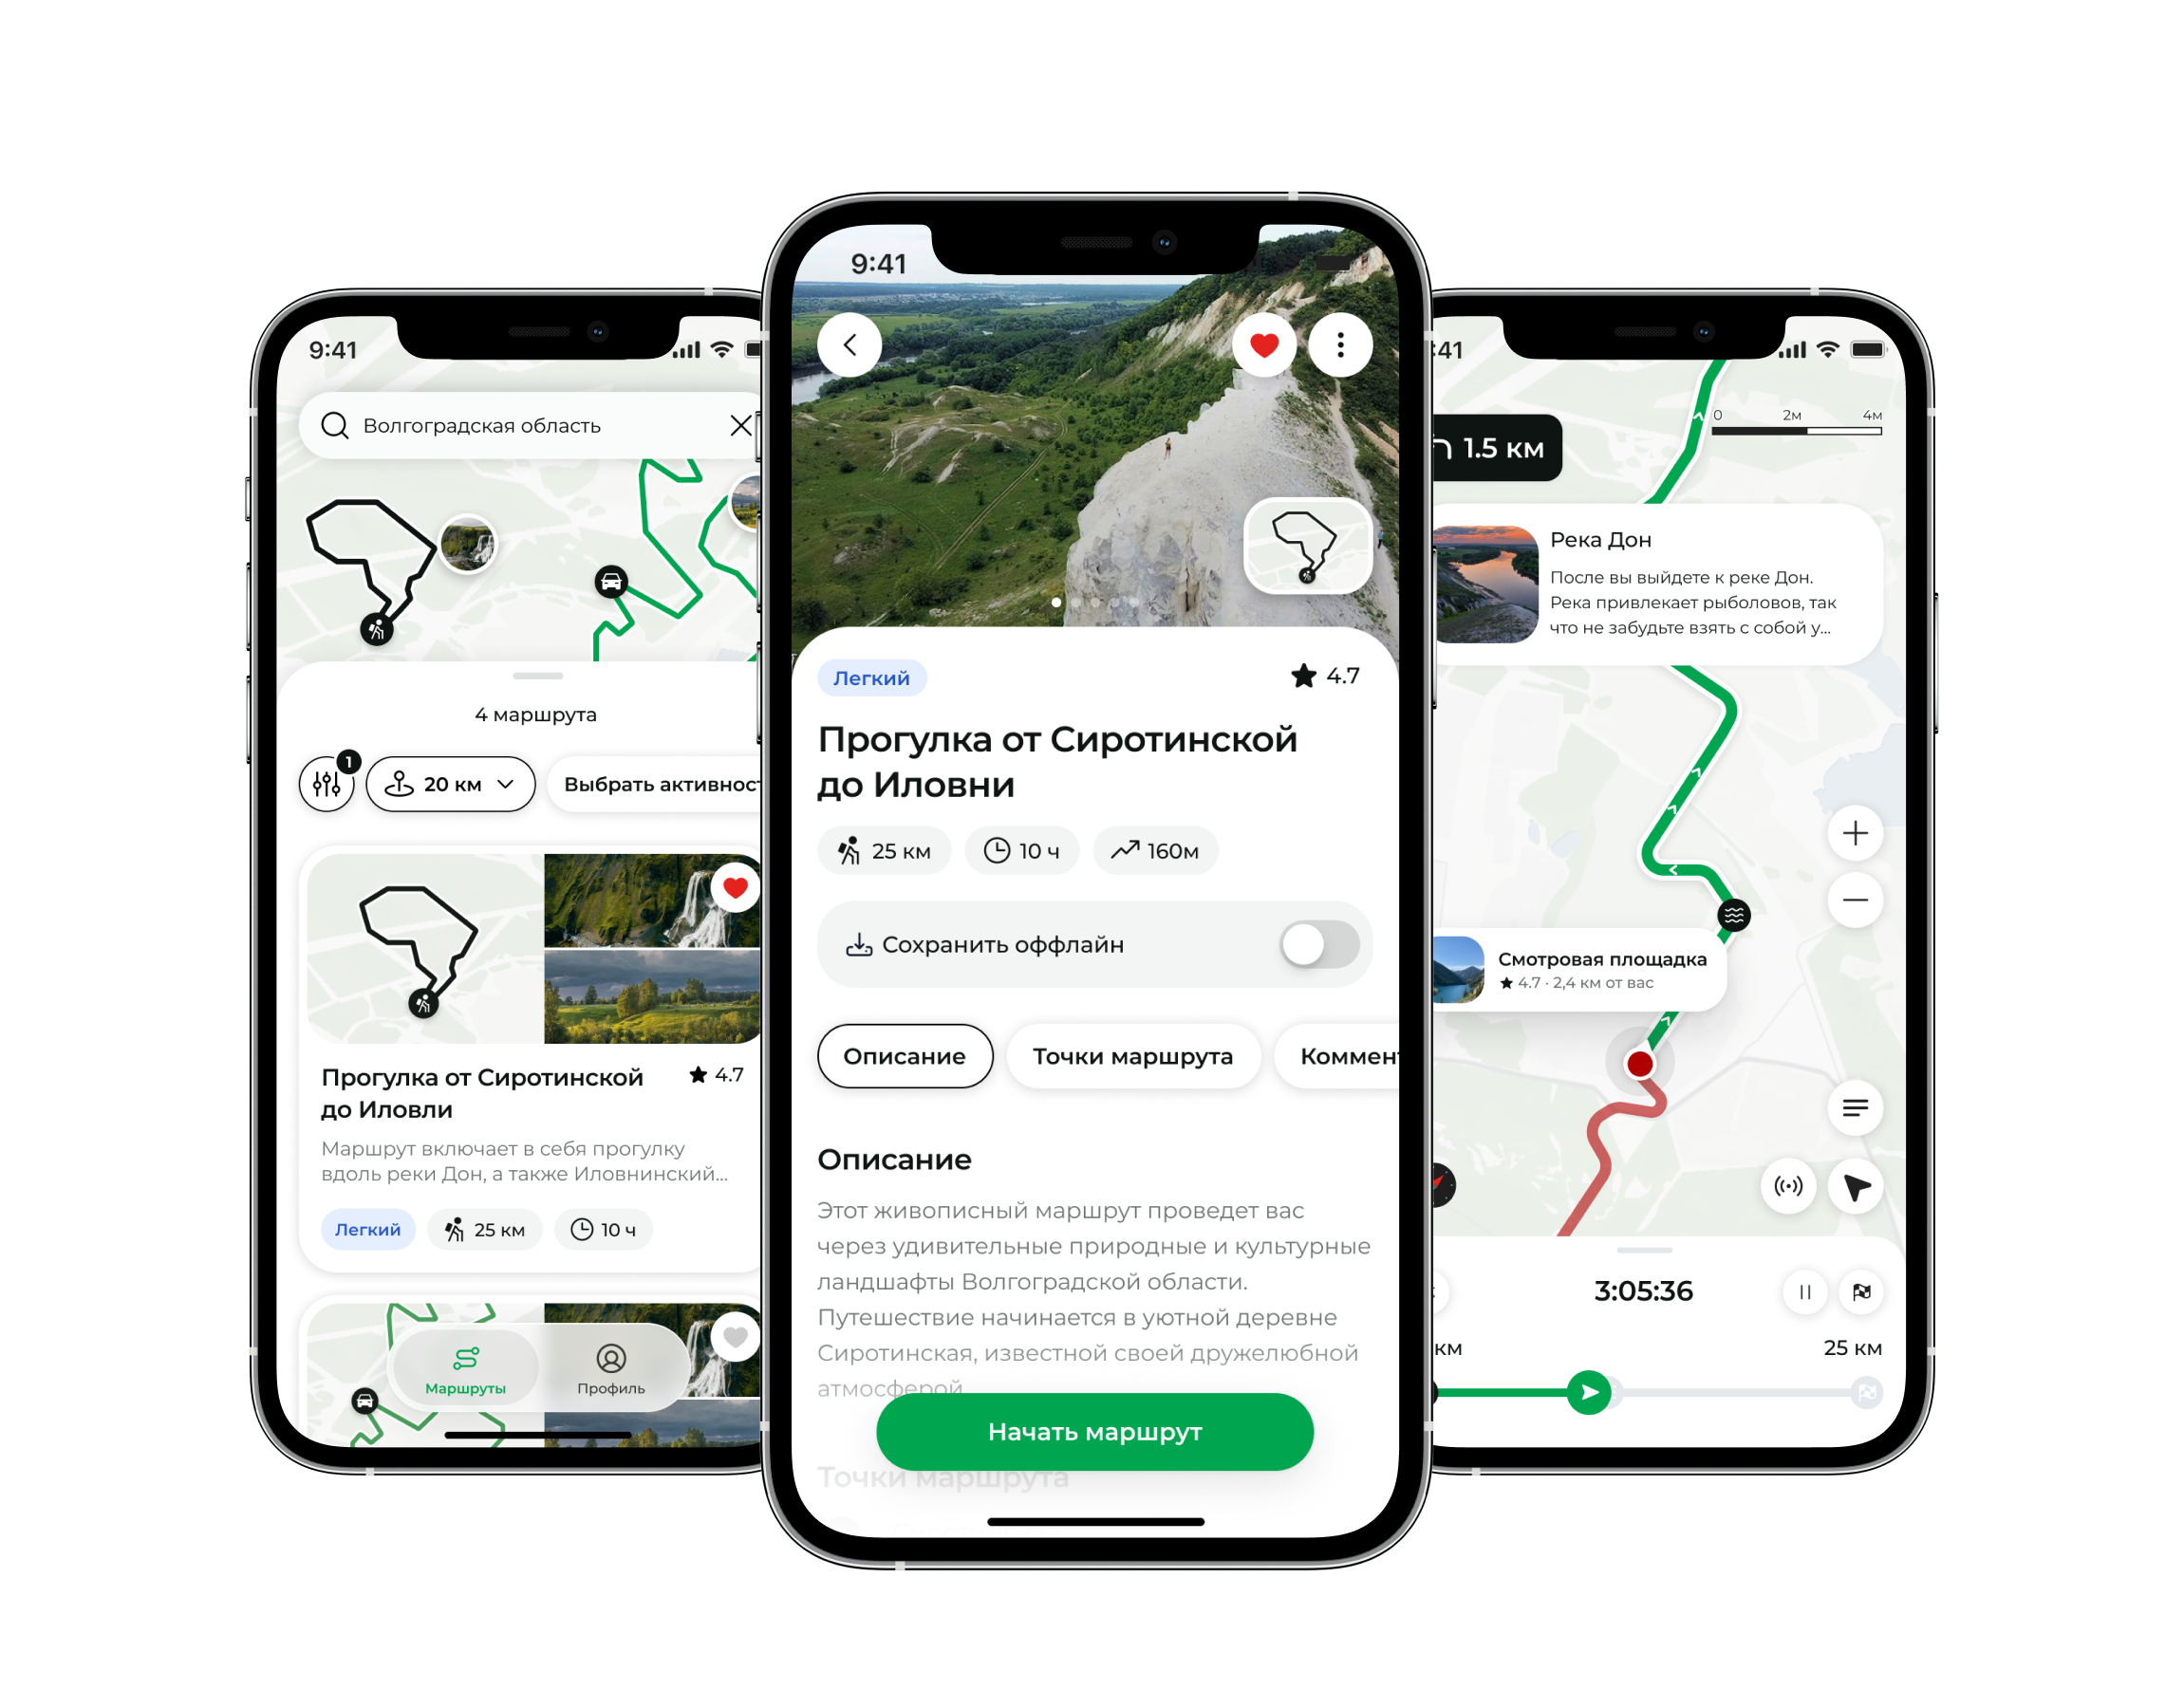 9:41
Волгоградская область
4 маршрута
1
20 км
Выбрать активност
Прогулка от Сиротинской
до Иловли
4.7
Маршрут включает в себя прогулку
вдоль реки Дон, а также Иловнинский...
Легкий
25 км
10 ч
Маршруты
Профиль
9:41
Легкий
4.7
Прогулка от Сиротинской
до Иловни
25 км
10 ч
160м
Сохранить оффлайн
Описание
Точки маршрута
Коммент
Описание
Этот живописный маршрут проведет вас
через удивительные природные и культурные
ландшафты Волгоградской области.
Путешествие начинается в уютной деревне
Сиротинская, известной своей дружелюбной
атмосферой
Начать маршрут
Точки маршрута
:41
0
2м
4м
1.5 км
Река Дон
После вы выйдете к реке Дон.
Река привлекает рыболовов, так
что не забудьте взять с собой у...
Смотровая площадка
4.7 · 2,4 км от вас
3:05:36
км
25 км